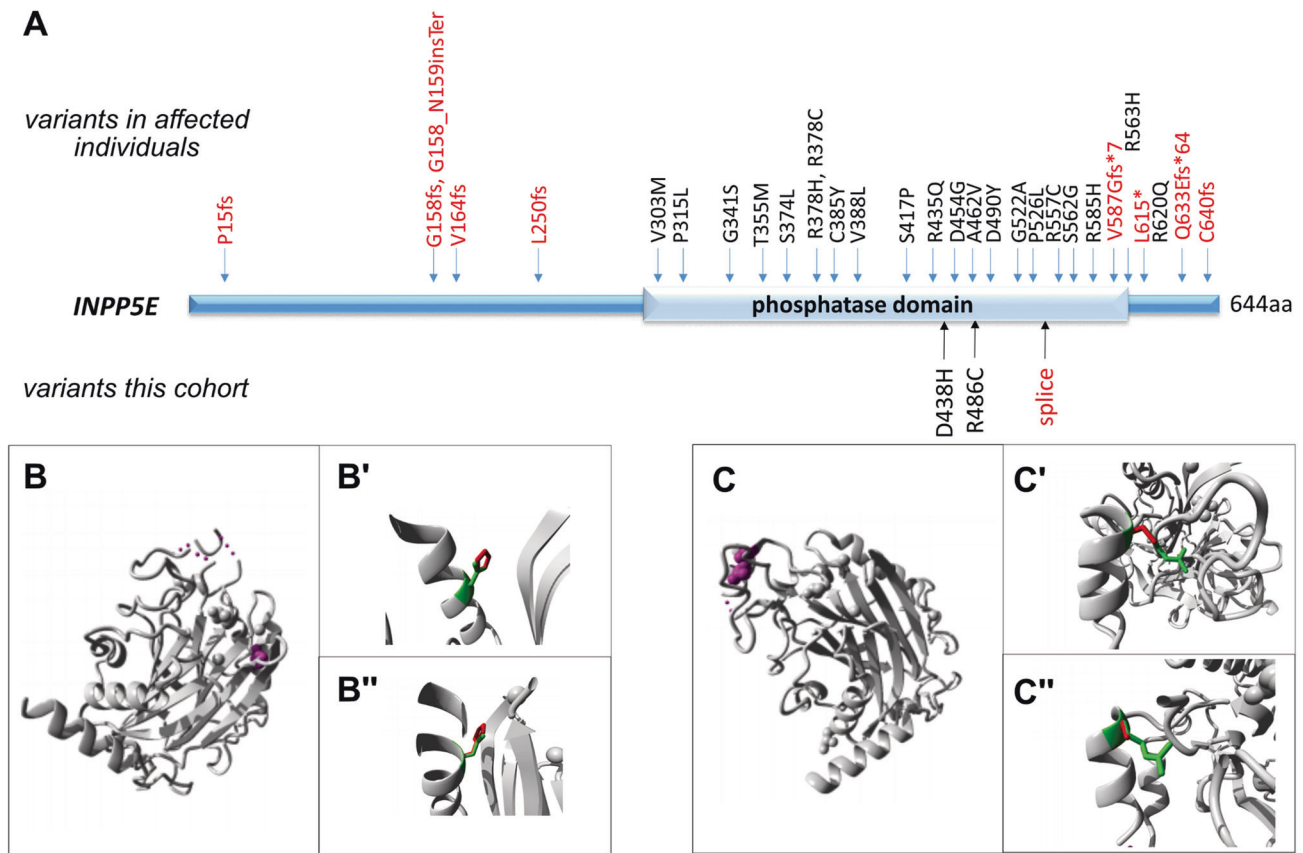 A
variants in affected
individuals
P15fs
G158fs, G158_N159insTer
V164fs
L250fs
V303M
P315L
G341S
T355M
S374L
R378H, R378C
C385Y
V388L
S417P
R435Q
D454G
A462V
D490Y
G522A
P526L
R557C
S562G
R585H
V587Gfs*7
R563H
L615*
R620Q
Q633Efs*64
C640fs
INPP5E
phosphatase domain
644aa
variants this cohort
D438H
R486C
splice
B
B'
B"
C
C'
C"